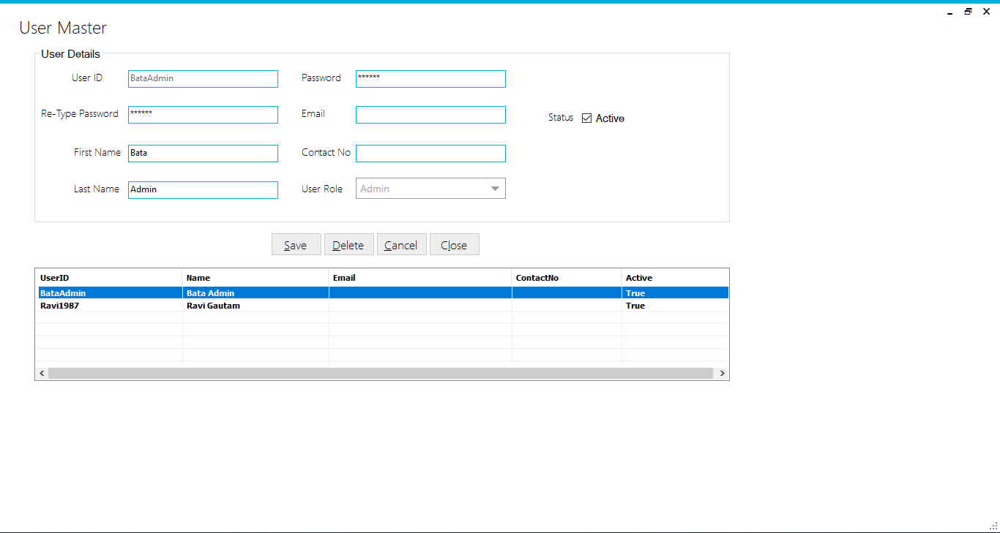 User Master
User Details
User ID BataAdmin Password ******
Re-Type Password ****** Email
Status Active
First Name Bata Contact No
Last Name Admin User Role Admin
Save Delete Cancel Close
UserID Name Email ContactNo Active
BataAdmin Bata Admin True
Ravi1987 Ravi Gautam True